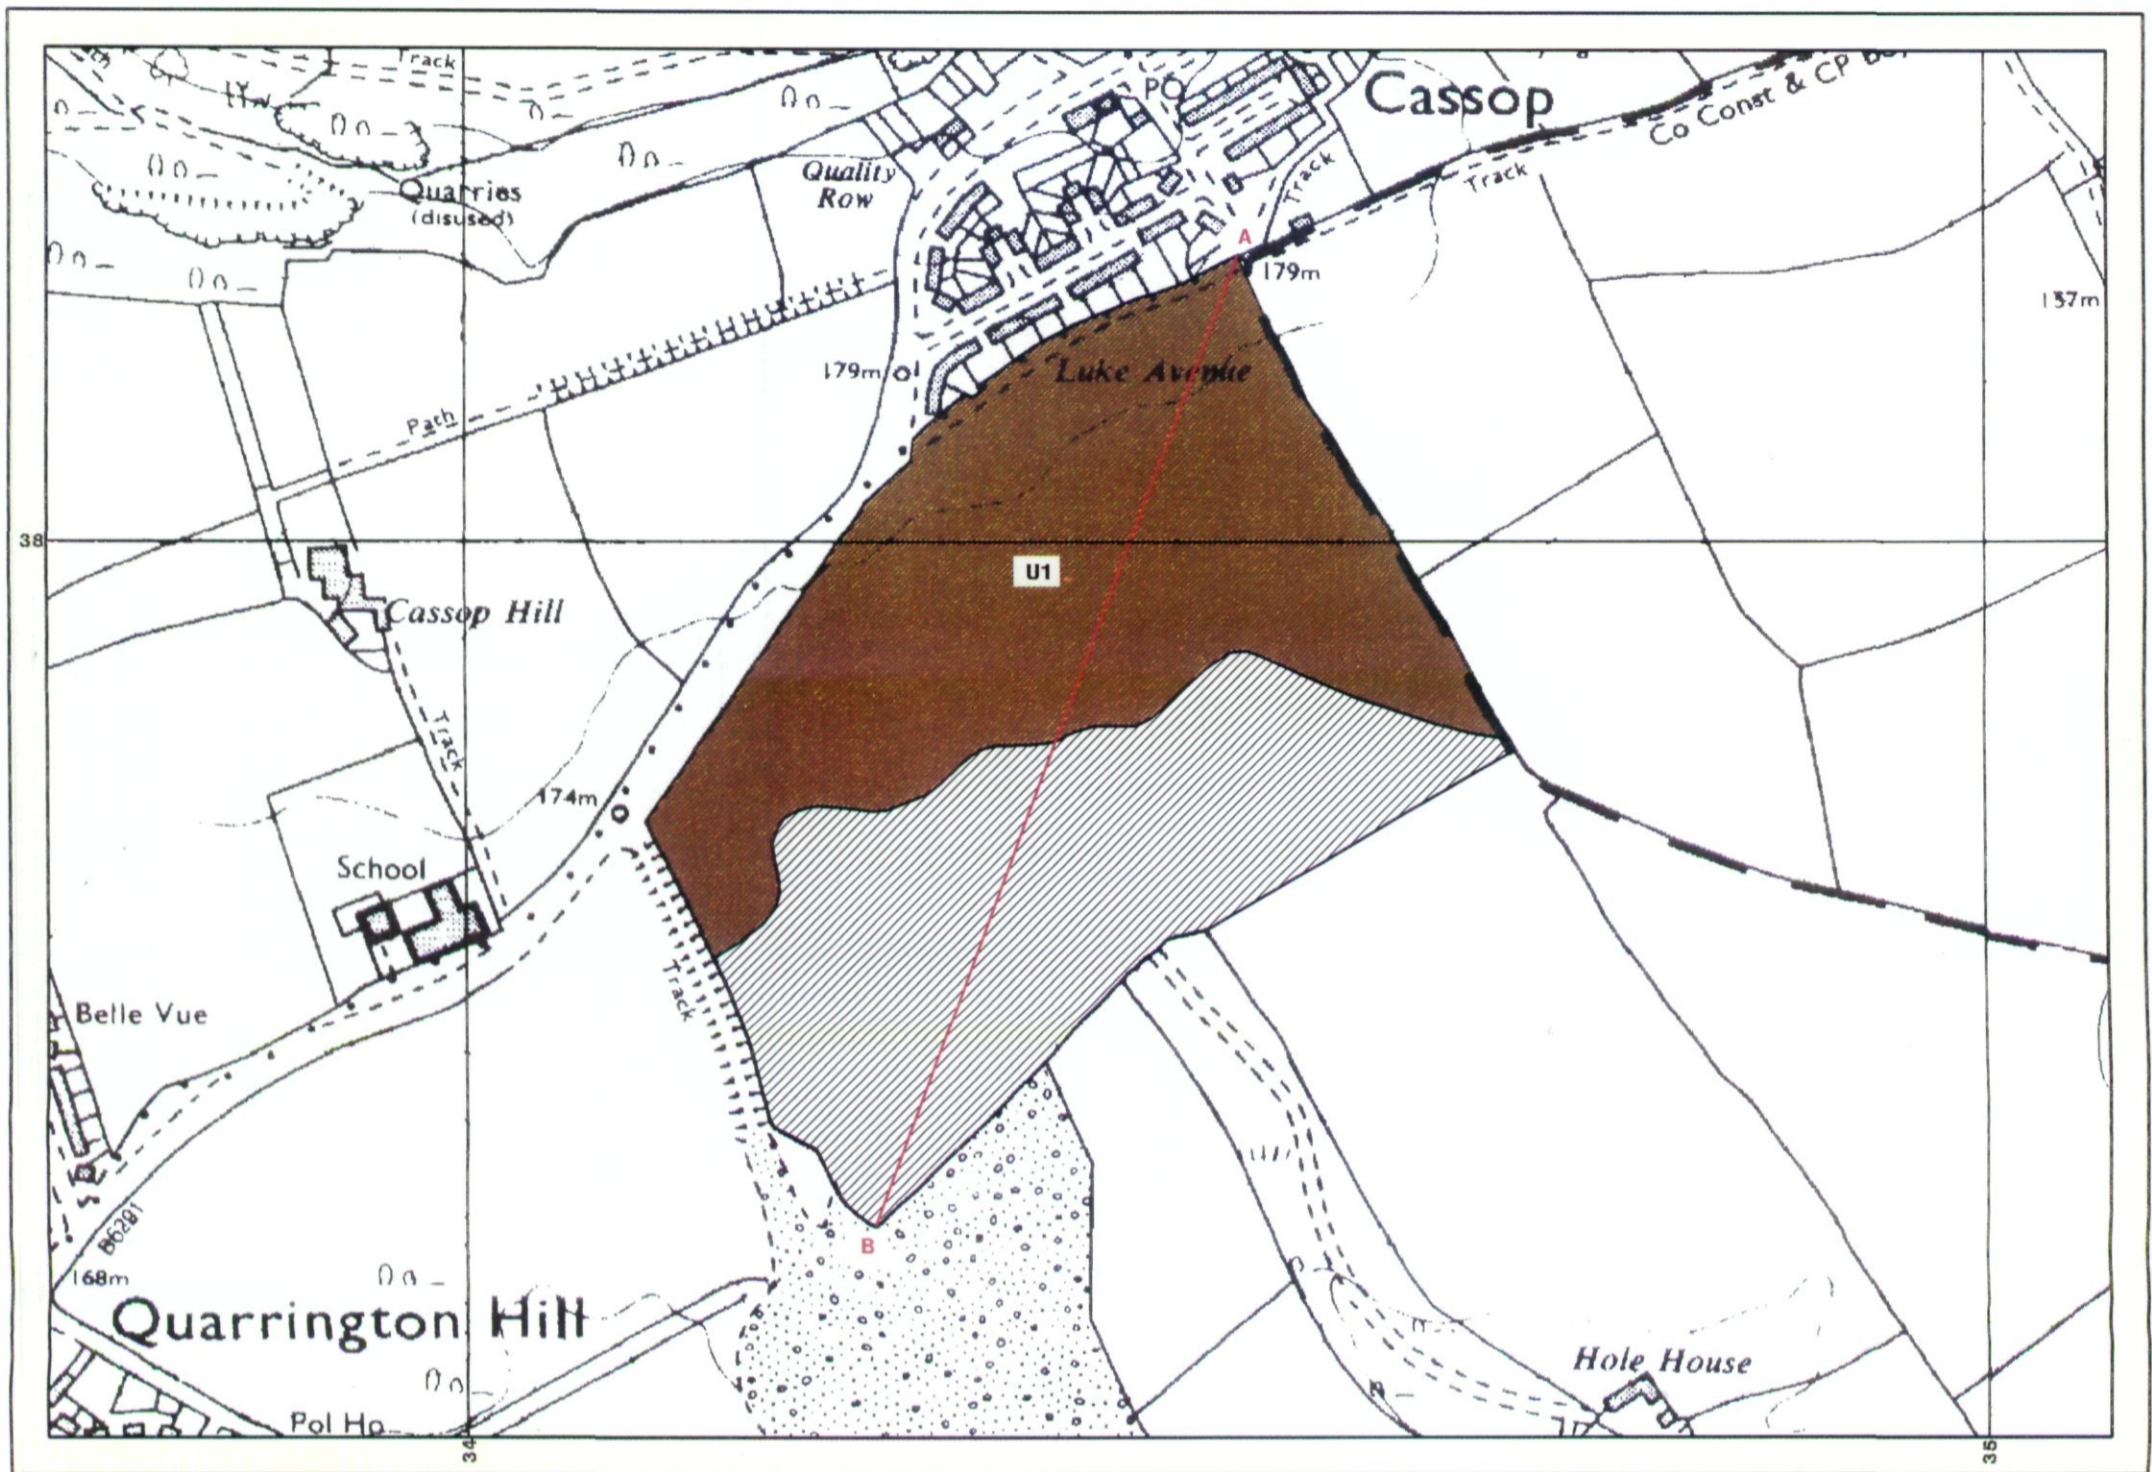 Track
PO
Cassop
Co Const & CP Bdy
Quality
Row
Track
Track
Quarries
(disused)
A
179m
137m
Luke Avenue
179m
Path
38
U1
Cassop Hill
Track
174m
School
Track
Belle Vue
B6291
B
168m
Quarrington Hill
Hole House
Pol Ho
34
35